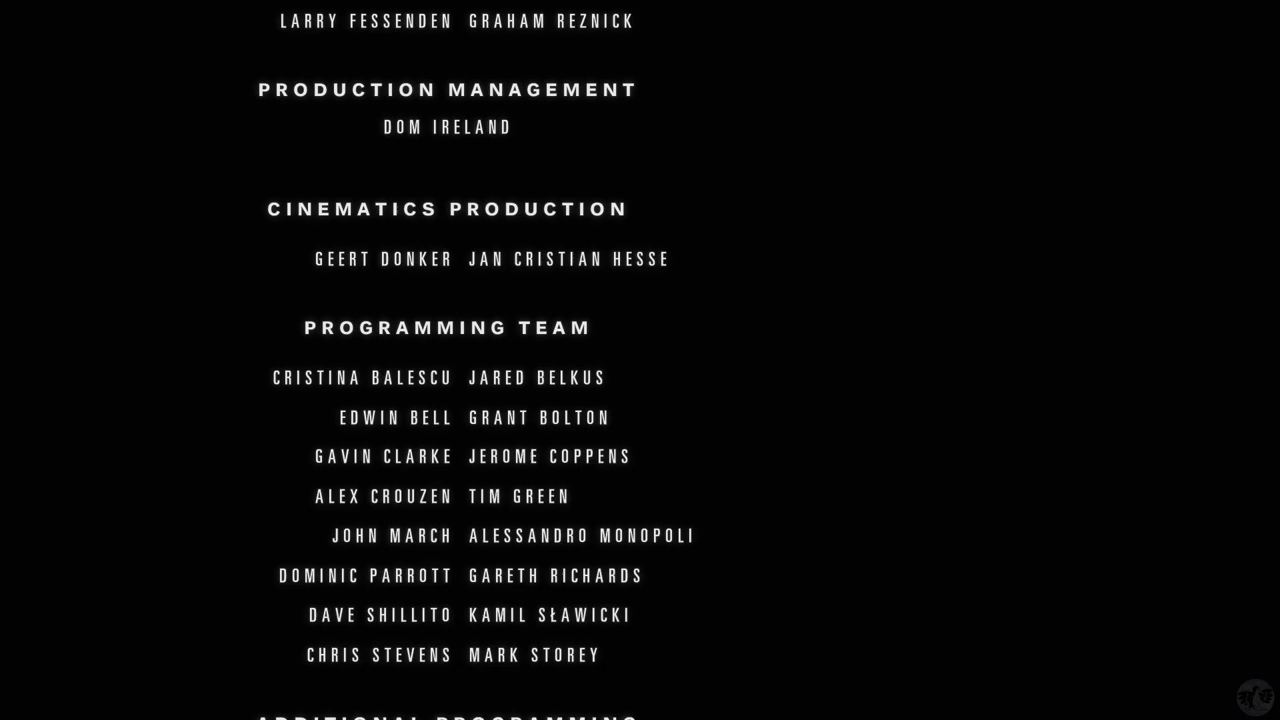 LARRY FESSENDEN GRAHAM REZNICK
PRODUCTION MANAGEMENT
DOM IRELAND
CINEMATICS PRODUCTION
GEERT DONKER JAN CRISTIAN HESSE
PROGRAMMING TEAM
CRISTINA BALESCU JARED BELKUS
EDWIN BELL GRANT BOLTON
GAVIN CLARKE JEROME COPPENS
ALEX CROUZEN TIM GREEN
JOHN MARCH ALESSANDRO MONOPOLI
DOMINIC PARROTT GARETH RICHARDS
DAVE SHILLITO KAMIL SŁAWICKI
CHRIS STEVENS MARK STOREY
ADDITIONAL PROGRAMMING